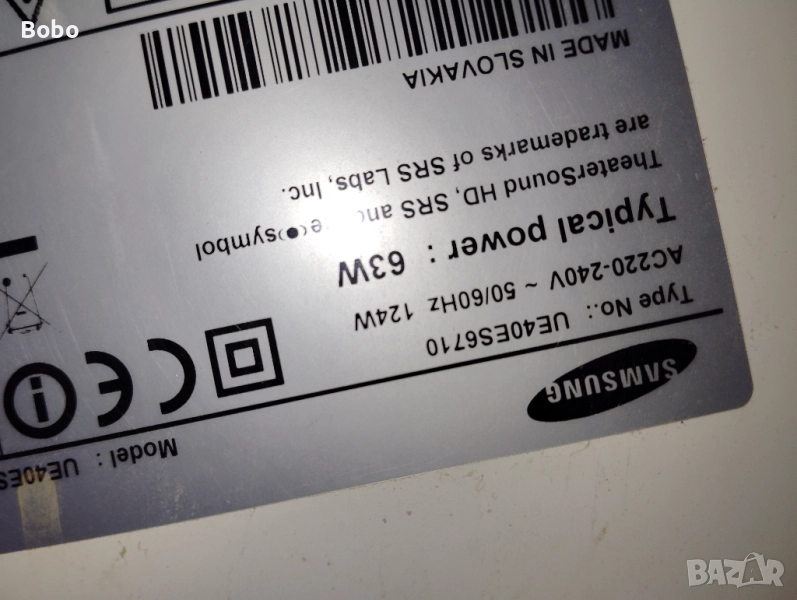 Bobo
SAMSUNG
Model : UE40ES
Type No.: UE40ES6710
AC220-240V ~ 50/60Hz 124W
Typical power : 63W
TheaterSound HD, SRS and symbol
are trademarks of SRS Labs, Inc.
MADE IN SLOVAKIA
BAZAR